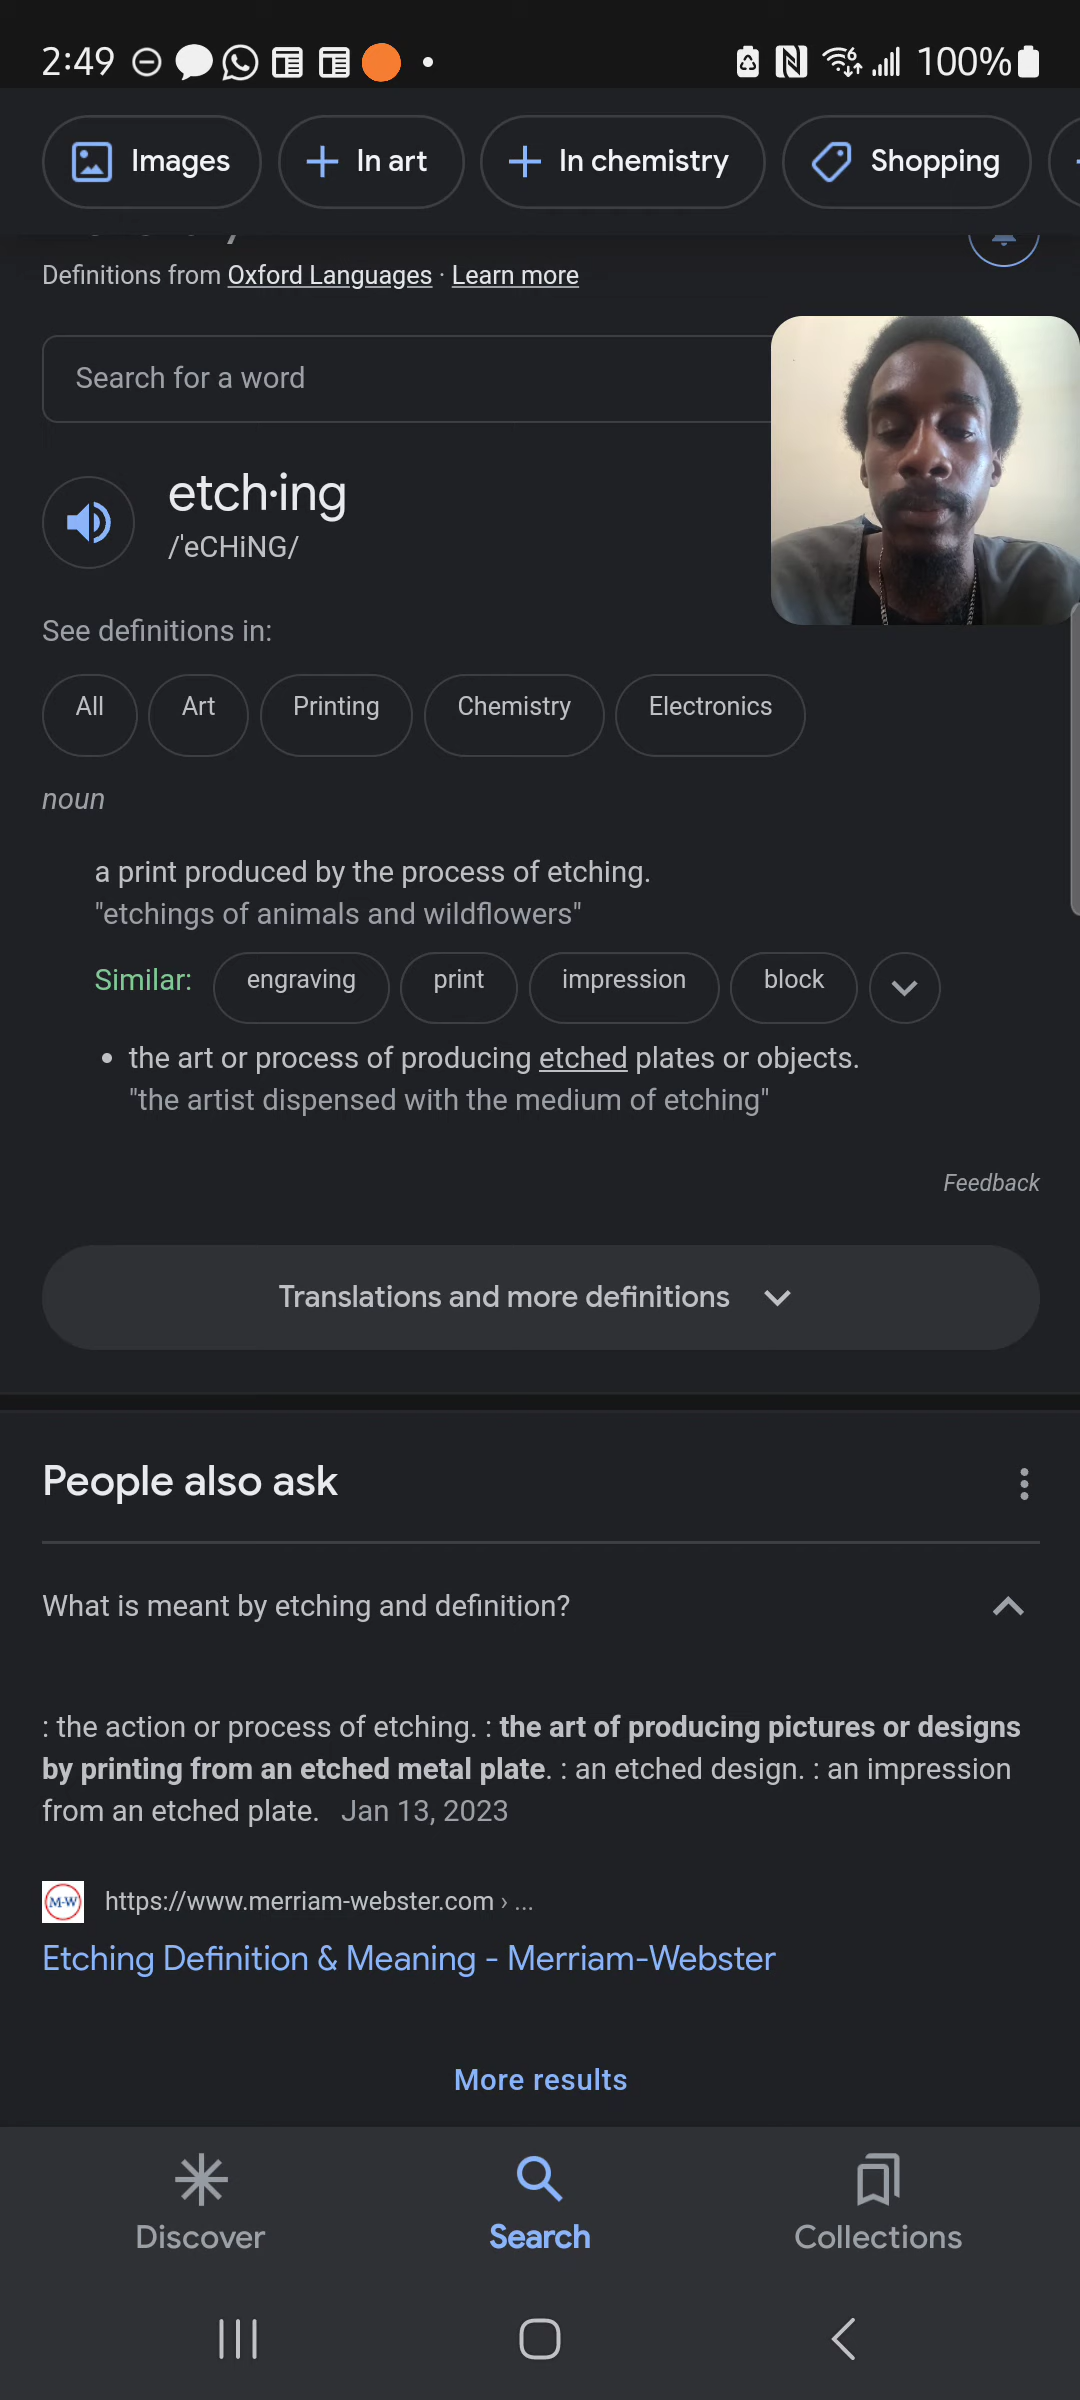 2:49 100%
Images In art In chemistry Shopping
Definitions from Oxford Languages · Learn more
Search for a word
etch·ing
/ˈeCHiNG/
See definitions in:
All Art Printing Chemistry Electronics
noun
a print produced by the process of etching.
"etchings of animals and wildflowers"
Similar: engraving print impression block
• the art or process of producing etched plates or objects.
"the artist dispensed with the medium of etching"
Feedback
Translations and more definitions
People also ask
What is meant by etching and definition?
: the action or process of etching. : the art of producing pictures or designs
by printing from an etched metal plate. : an etched design. : an impression
from an etched plate. Jan 13, 2023
M-W https://www.merriam-webster.com › ...
Etching Definition & Meaning - Merriam-Webster
More results
Discover Search Collections